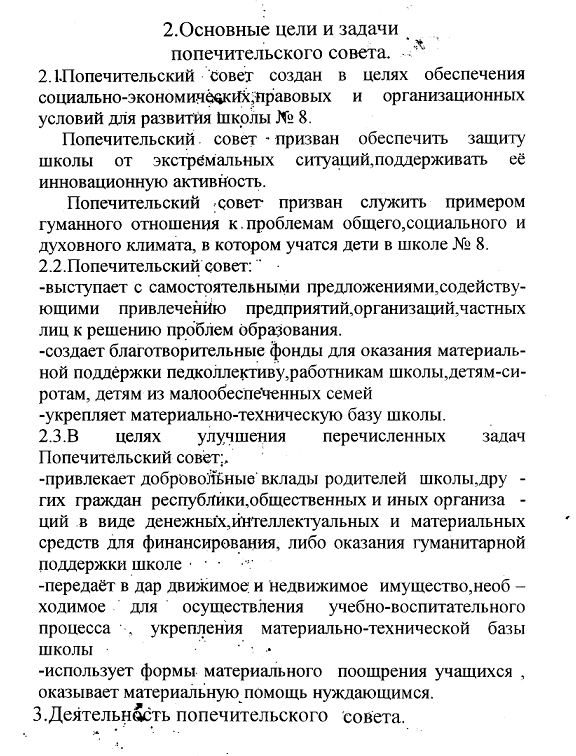 2.Основные цели и задачи
попечительского совета.
2.1.Попечительский совет создан в целях обеспечения
социально-экономических,правовых и организационных
условий для развития Школы № 8.
Попечительский совет призван обеспечить защиту
школы от экстремальных ситуаций,поддерживать её
инновационную активность.
Попечительский совет призван служить примером
гуманного отношения к проблемам общего,социального и
духовного климата, в котором учатся дети в школе № 8.
2.2.Попечительский совет:
-выступает с самостоятельными предложениями,содейству-
ющими привлечению предприятий,организаций,частных
лиц к решению проблем образования.
-создает благотворительные фонды для оказания материаль-
ной поддержки педколлективу,работникам школы,детям-си-
ротам, детям из малообеспеченных семей
-укрепляет материально-техническую базу школы.
2.3.В целях улучшения перечисленных задач
Попечительский совет:
-привлекает добровольные вклады родителей школы,дру -
гих граждан республики,общественных и иных организа -
ций в виде денежных,интеллектуальных и материальных
средств для финансирования, либо оказания гуманитарной
поддержки школе
-передаёт в дар движимое и недвижимое имущество,необ –
ходимое для осуществления учебно-воспитательного
процесса , укрепления материально-технической базы
школы
-использует формы материального поощрения учащихся ,
оказывает материальную помощь нуждающимся.
3.Деятельность попечительского совета.